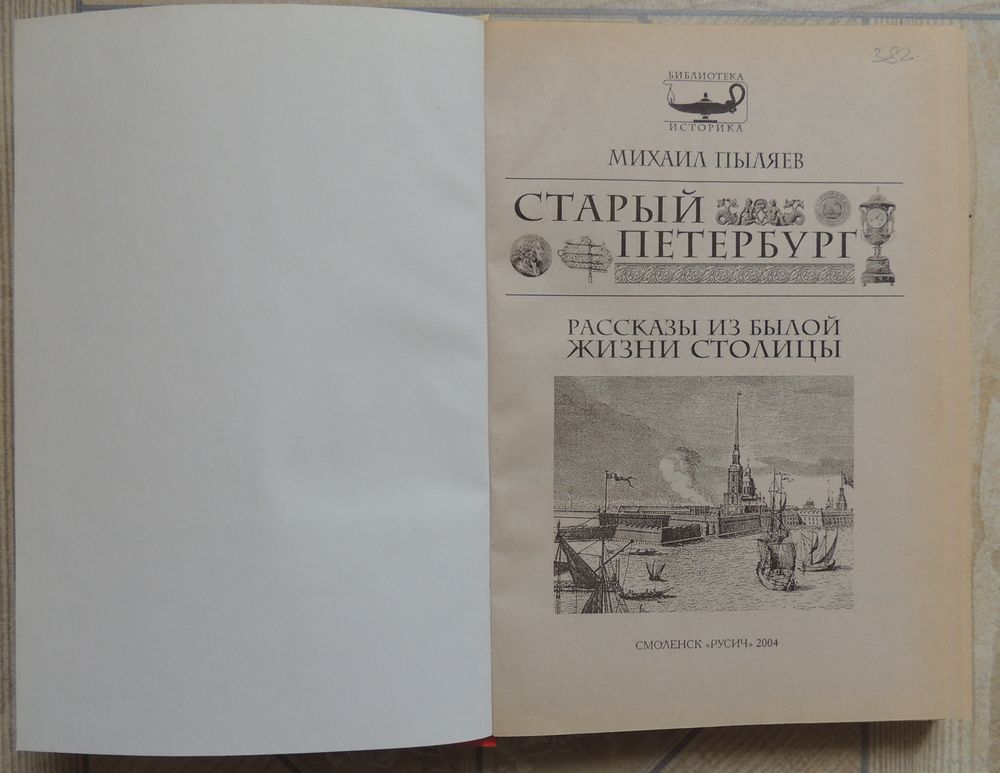 382
БИБЛИОТЕКА
ИСТОРИКА
МИХАИЛ ПЫЛЯЕВ
СТАРЫЙ
ПЕТЕРБУРГ
РАССКАЗЫ ИЗ БЫЛОЙ
ЖИЗНИ СТОЛИЦЫ
СМОЛЕНСК «РУСИЧ» 2004